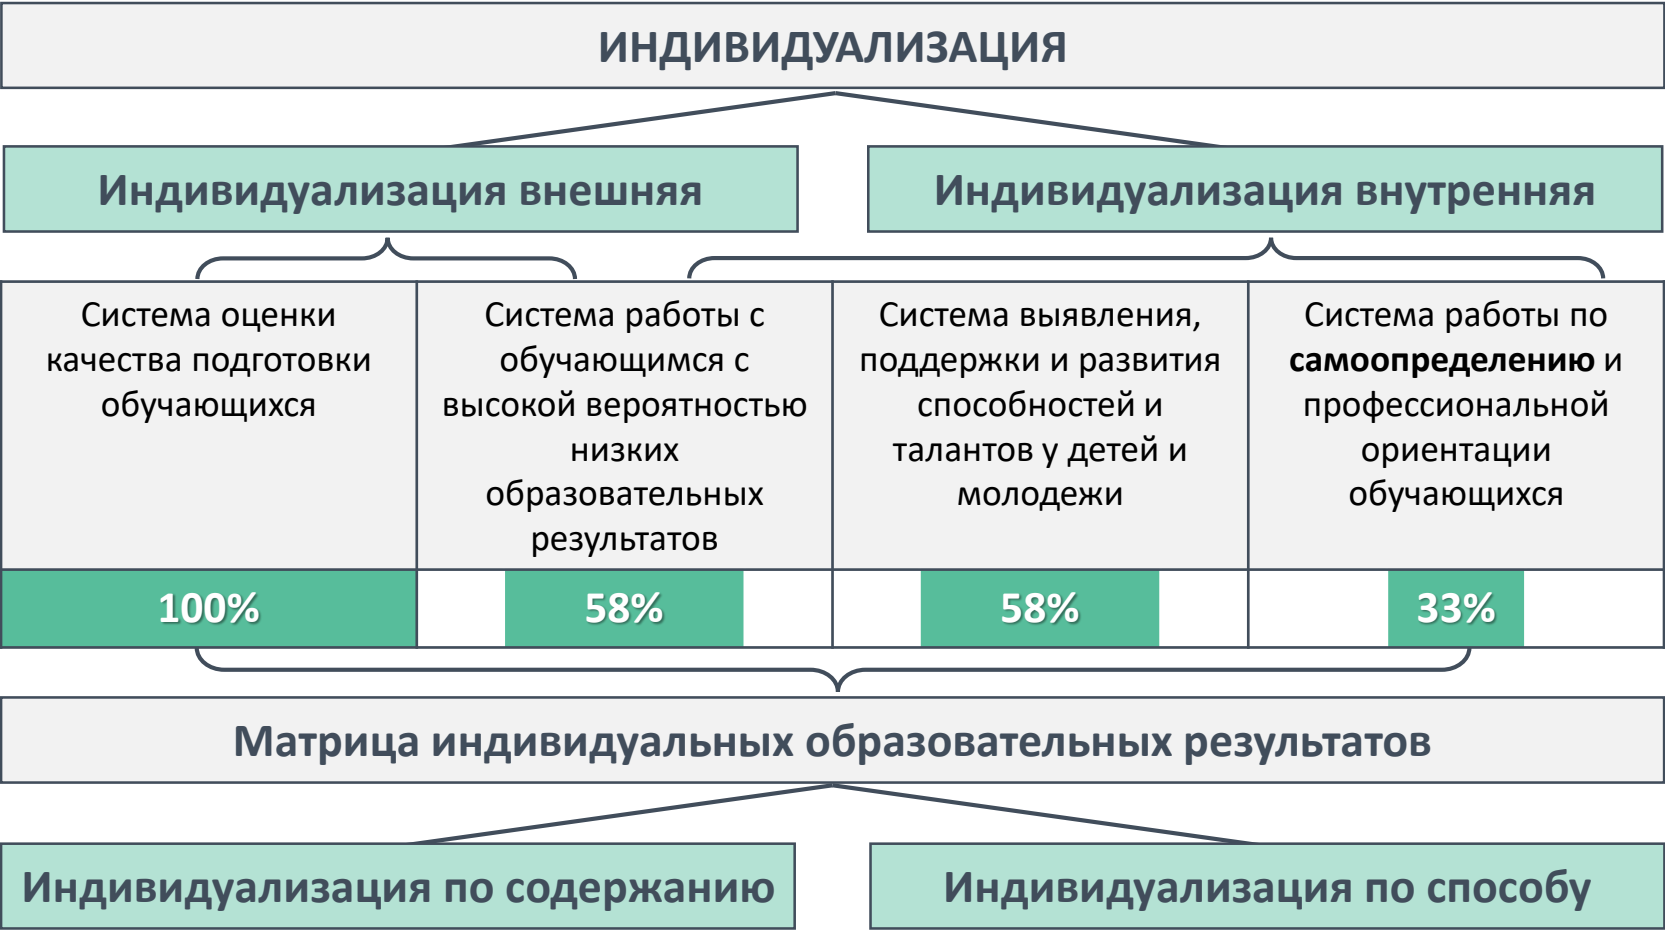 ИНДИВИДУАЛИЗАЦИЯ
Индивидуализация внешняя
Индивидуализация внутренняя
Система оценки
качества подготовки
обучающихся
Система работы с
обучающимся с
высокой вероятностью
низких
образовательных
результатов
Система выявления,
поддержки и развития
способностей и
талантов у детей и
молодежи
Система работы по
самоопределению и
профессиональной
ориентации
обучающихся
100%
58%
58%
33%
Матрица индивидуальных образовательных результатов
Индивидуализация по содержанию
Индивидуализация по способу